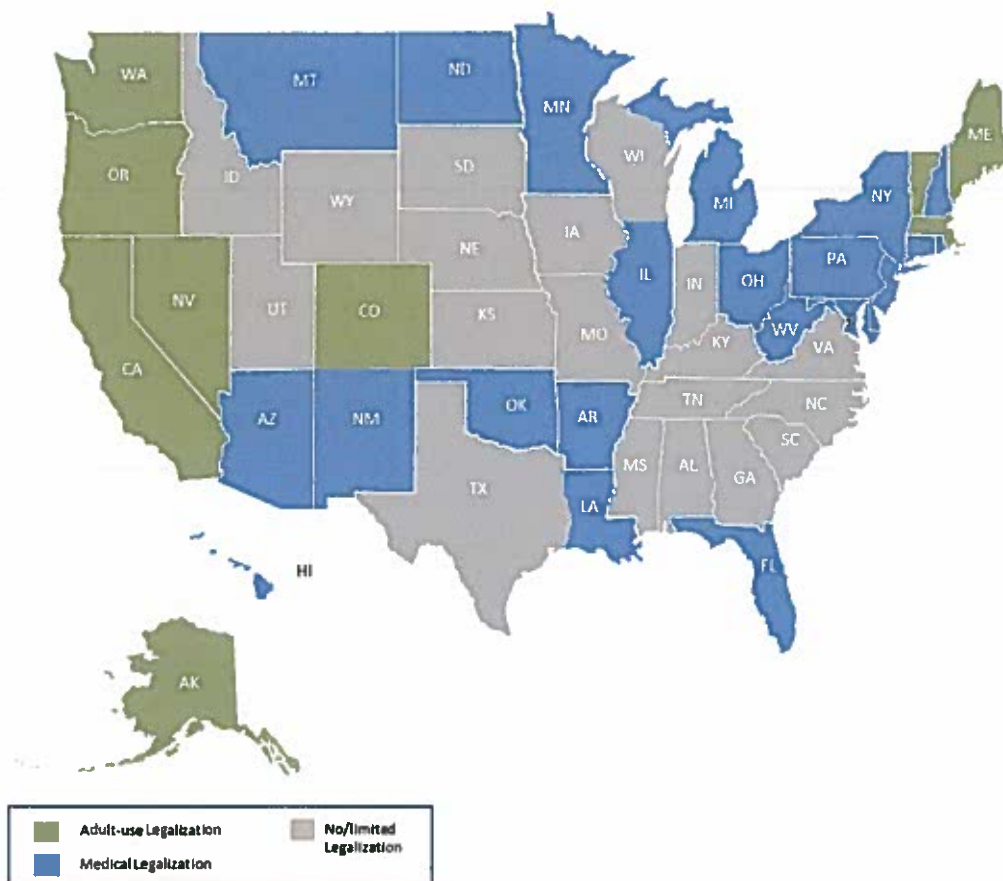 WA
MT
ND
MN
ME
OR
ID
SD
WI
NY
WY
MI
IA
NE
PA
NV
UT
CO
IL
IN
OH
KS
MO
WV
KY
VA
CA
AZ
NM
OK
AR
TN
NC
SC
MS
AL
GA
TX
LA
HI
FL
AK
Adult-use Legalization
No/limited
Legalization
Medical Legalization